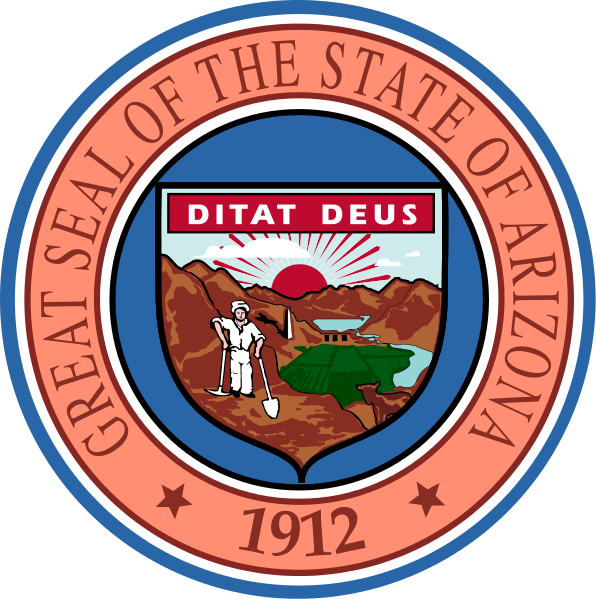 GREAT SEAL OF THE STATE OF ARIZONA
DITAT DEUS
1912